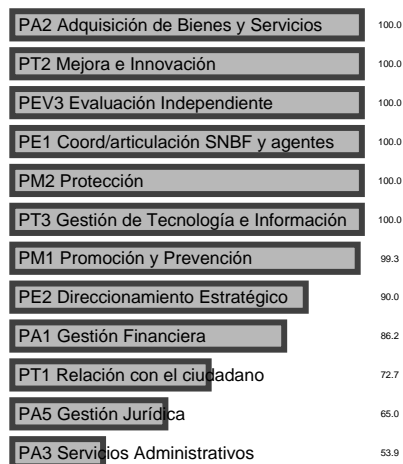 PA2 Adquisición de Bienes y Servicios 100.0
PT2 Mejora e Innovación 100.0
PEV3 Evaluación Independiente 100.0
PE1 Coord/articulación SNBF y agentes 100.0
PM2 Protección 100.0
PT3 Gestión de Tecnología e Información 100.0
PM1 Promoción y Prevención 99.3
PE2 Direccionamiento Estratégico 90.0
PA1 Gestión Financiera 86.2
PT1 Relación con el ciudadano 72.7
PA5 Gestión Jurídica 65.0
PA3 Servicios Administrativos 53.9